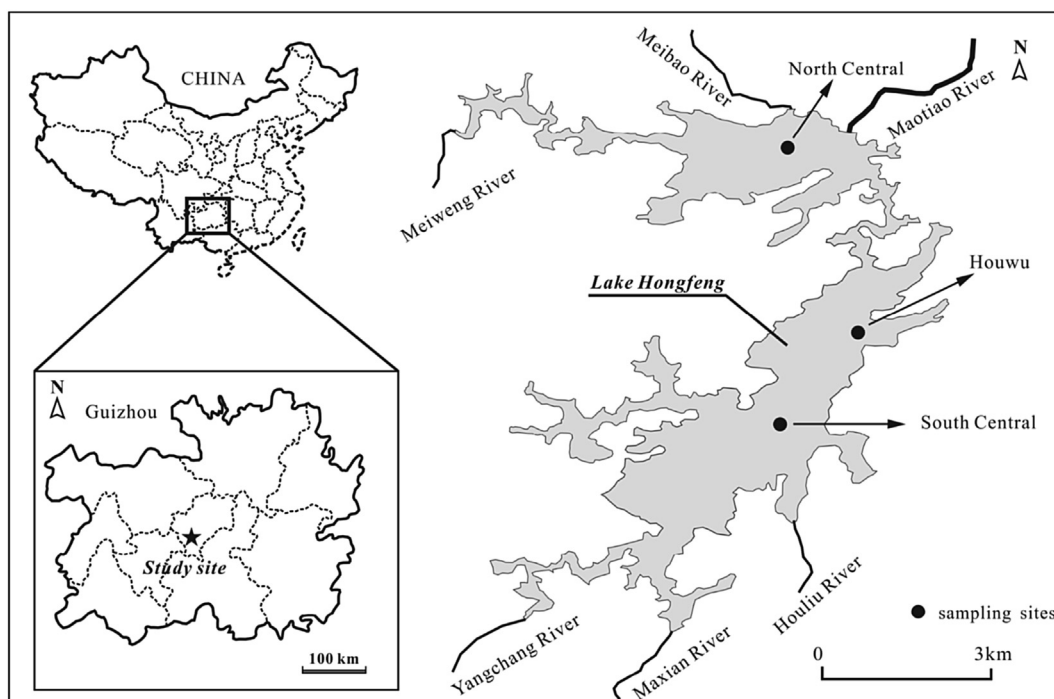 CHINA
N
Guizhou
Study site
100 km
Meibao River
North Central
Maotiao River
N
Meiweng River
Houwu
Lake Hongfeng
South Central
Houliu River
Yangchang River
Maxian River
sampling sites
0 3km